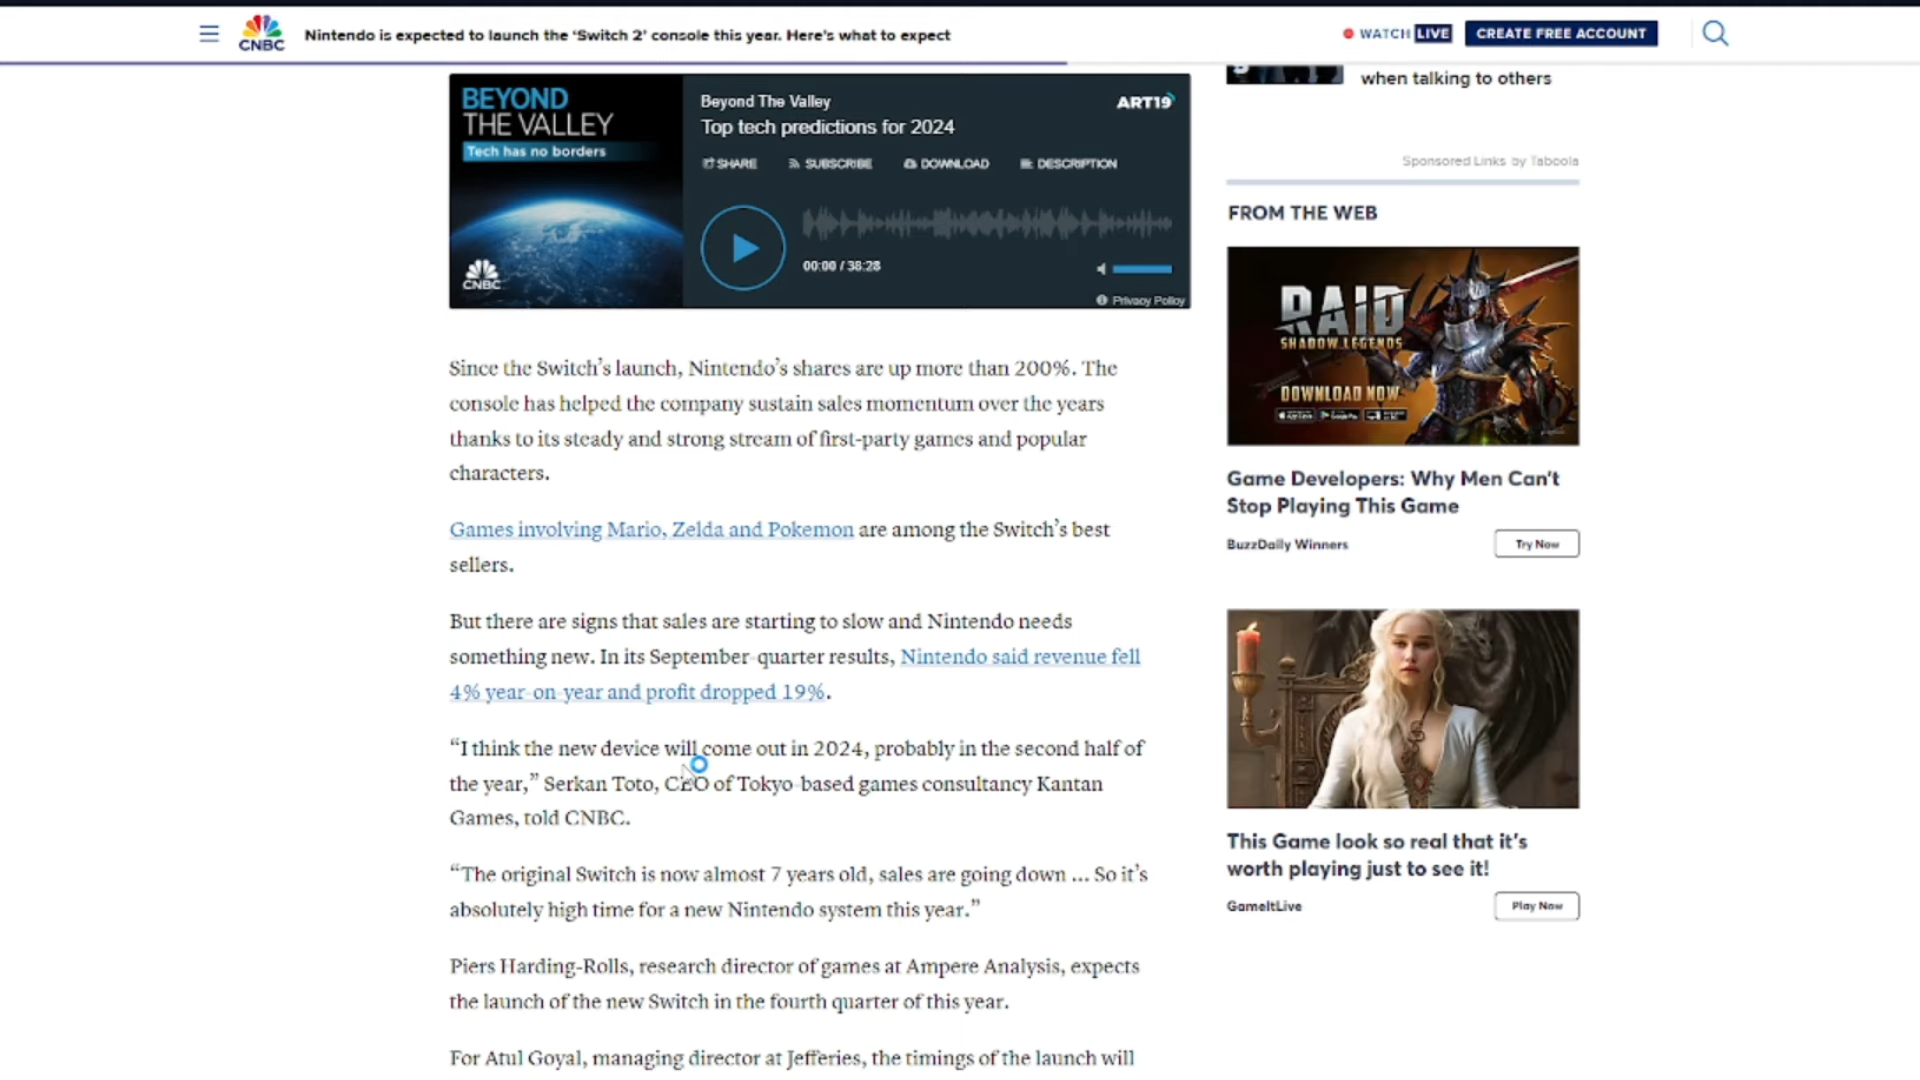 CNBC
Nintendo is expected to launch the ‘Switch 2’ console this year. Here’s what to expect
WATCH LIVE
CREATE FREE ACCOUNT
BEYOND
THE VALLEY
Tech has no borders
CNBC
Beyond The Valley
ART19
Top tech predictions for 2024
SHARE
SUBSCRIBE
DOWNLOAD
DESCRIPTION
00:00 / 38:28
Privacy Policy
Since the Switch’s launch, Nintendo’s shares are up more than 200%. The
console has helped the company sustain sales momentum over the years
thanks to its steady and strong stream of first-party games and popular
characters.
Games involving Mario, Zelda and Pokemon are among the Switch’s best
sellers.
But there are signs that sales are starting to slow and Nintendo needs
something new. In its September-quarter results, Nintendo said revenue fell
4% year-on-year and profit dropped 19%.
“I think the new device will come out in 2024, probably in the second half of
the year,” Serkan Toto, CEO of Tokyo-based games consultancy Kantan
Games, told CNBC.
“The original Switch is now almost 7 years old, sales are going down ... So it’s
absolutely high time for a new Nintendo system this year.”
Piers Harding-Rolls, research director of games at Ampere Analysis, expects
the launch of the new Switch in the fourth quarter of this year.
For Atul Goyal, managing director at Jefferies, the timings of the launch will
when talking to others
Sponsored Links by Taboola
FROM THE WEB
RAID
SHADOW LEGENDS
DOWNLOAD NOW
Game Developers: Why Men Can’t
Stop Playing This Game
BuzzDaily Winners
Try Now
This Game look so real that it’s
worth playing just to see it!
GameItLive
Play Now